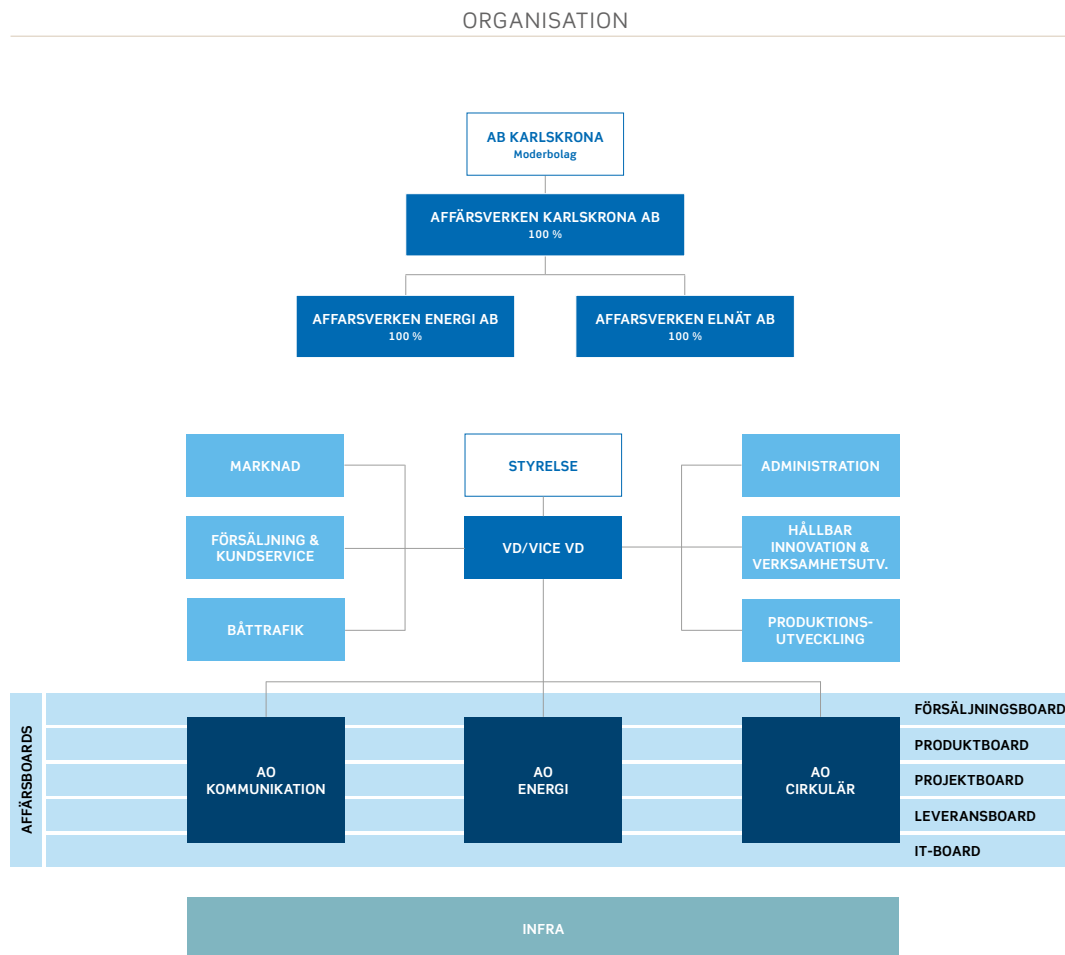 ORGANISATION
AB KARLSKRONA
Moderbolag
AFFÄRSVERKEN KARLSKRONA AB
100 %
AFFARSVERKEN ENERGI AB
100 %
AFFARSVERKEN ELNÄT AB
100 %
MARKNAD
STYRELSE
ADMINISTRATION
FÖRSÄLJNING &
KUNDSERVICE
VD/VICE VD
HÅLLBAR
INNOVATION &
VERKSAMHETSUTV.
BÅTTRAFIK
PRODUKTIONS-
UTVECKLING
AFFÄRSBOARDS
FÖRSÄLJNINGSBOARD
PRODUKTBOARD
PROJEKTBOARD
LEVERANSBOARD
IT-BOARD
AO
KOMMUNIKATION
AO
ENERGI
AO
CIRKULÄR
INFRA